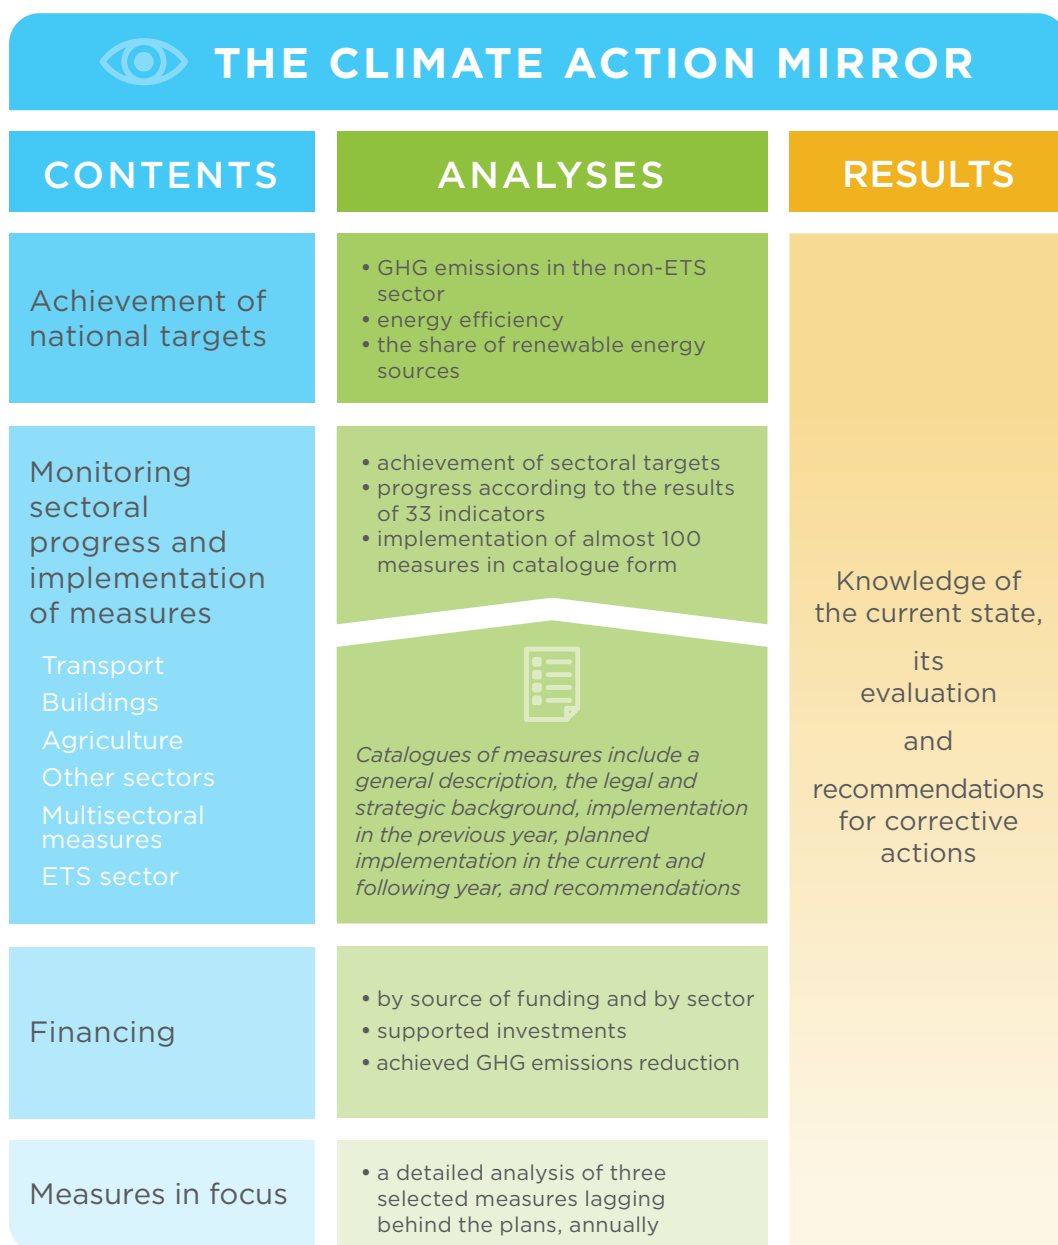 THE CLIMATE ACTION MIRROR
CONTENTS
ANALYSES
RESULTS
Achievement of
national targets
• GHG emissions in the non-ETS
sector
• energy efficiency
• the share of renewable energy
sources
Monitoring
sectoral
progress and
implementation
of measures
Transport
Buildings
Agriculture
Other sectors
Multisectoral
measures
ETS sector
• achievement of sectoral targets
• progress according to the results
of 33 indicators
• implementation of almost 100
measures in catalogue form
Catalogues of measures include a
general description, the legal and
strategic background, implementation
in the previous year, planned
implementation in the current and
following year, and recommendations
Financing
• by source of funding and by sector
• supported investments
• achieved GHG emissions reduction
Measures in focus
• a detailed analysis of three
selected measures lagging
behind the plans, annually
Knowledge of
the current state,
its
evaluation
and
recommendations
for corrective
actions